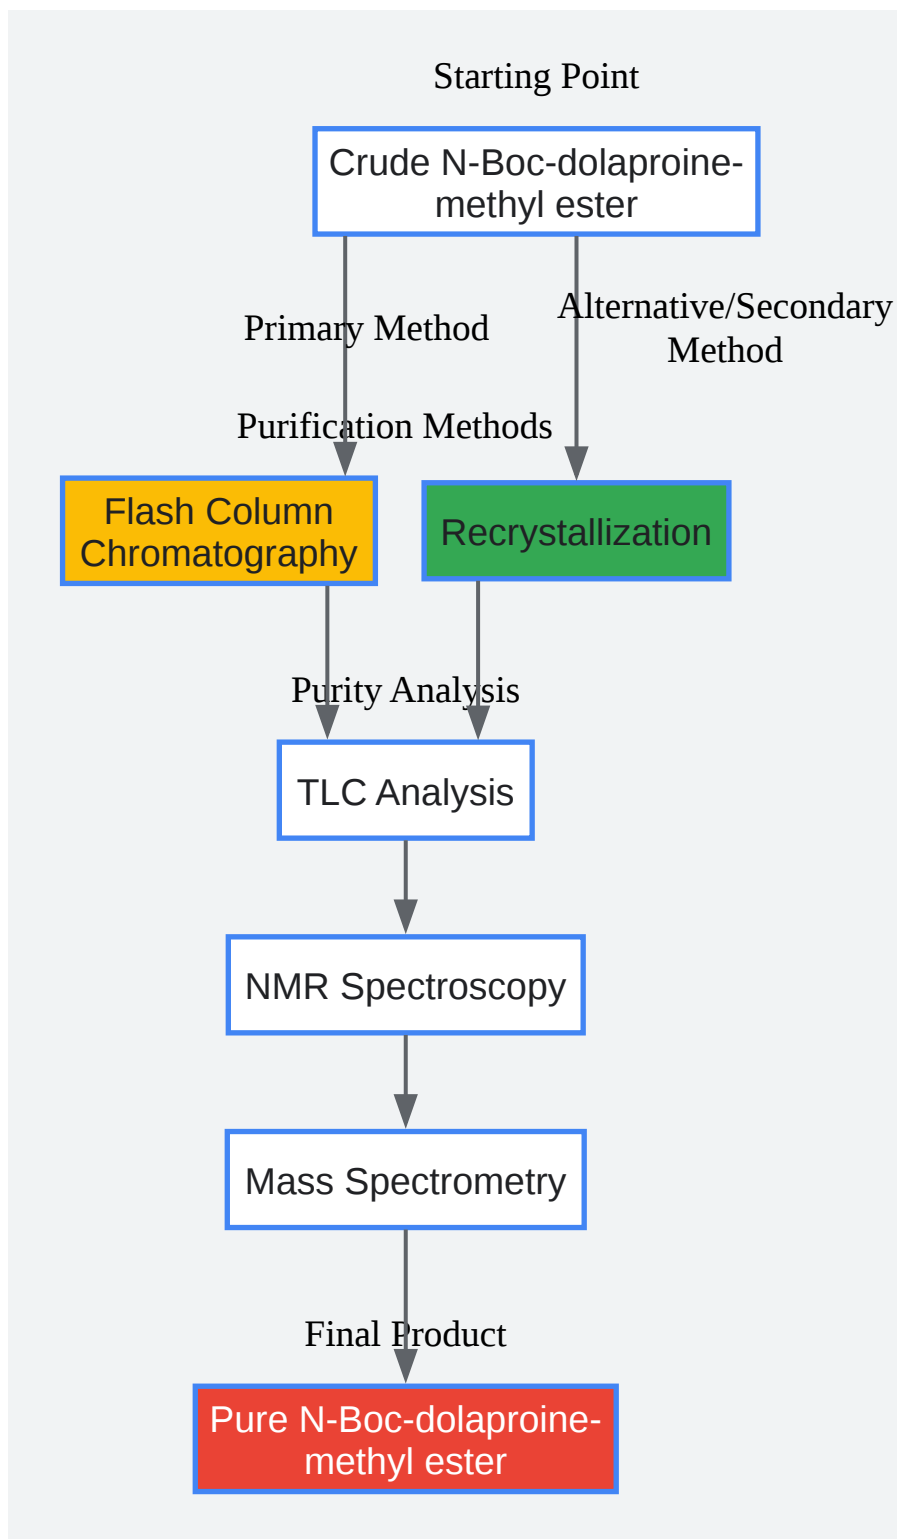 Starting Point
Crude N-Boc-dolaproine-
methyl ester
Primary Method
Alternative/Secondary
Method
Purification Methods
Flash Column
Chromatography
Recrystallization
Purity Analysis
TLC Analysis
NMR Spectroscopy
Mass Spectrometry
Final Product
Pure N-Boc-dolaproine-
methyl ester